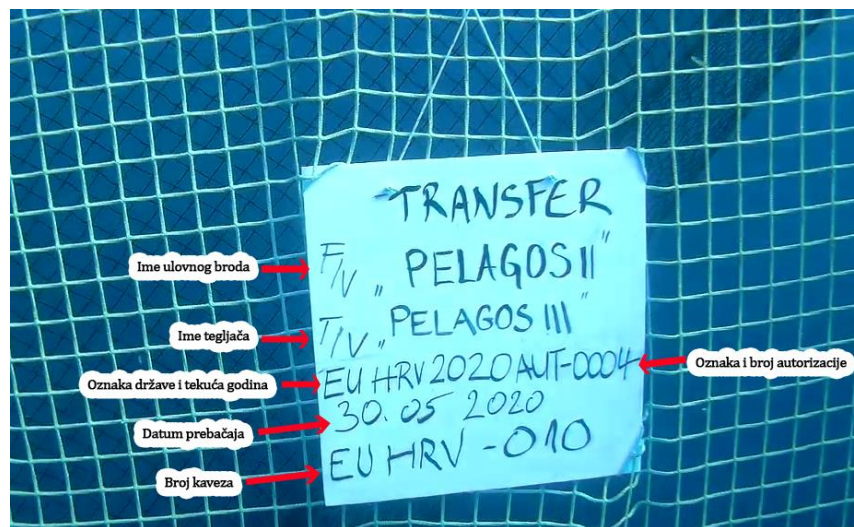 TRANSFER
Ime ulovnog broda
F/V „ PELAGOS II "
Ime tegljača
T/V „ PELAGOS III "
Oznaka države i tekuća godina
EU HRV 2020 AUT-0004
Oznaka i broj autorizacije
Datum prebačaja
30. 05 2020
Broj kaveza
EU HRV - 010